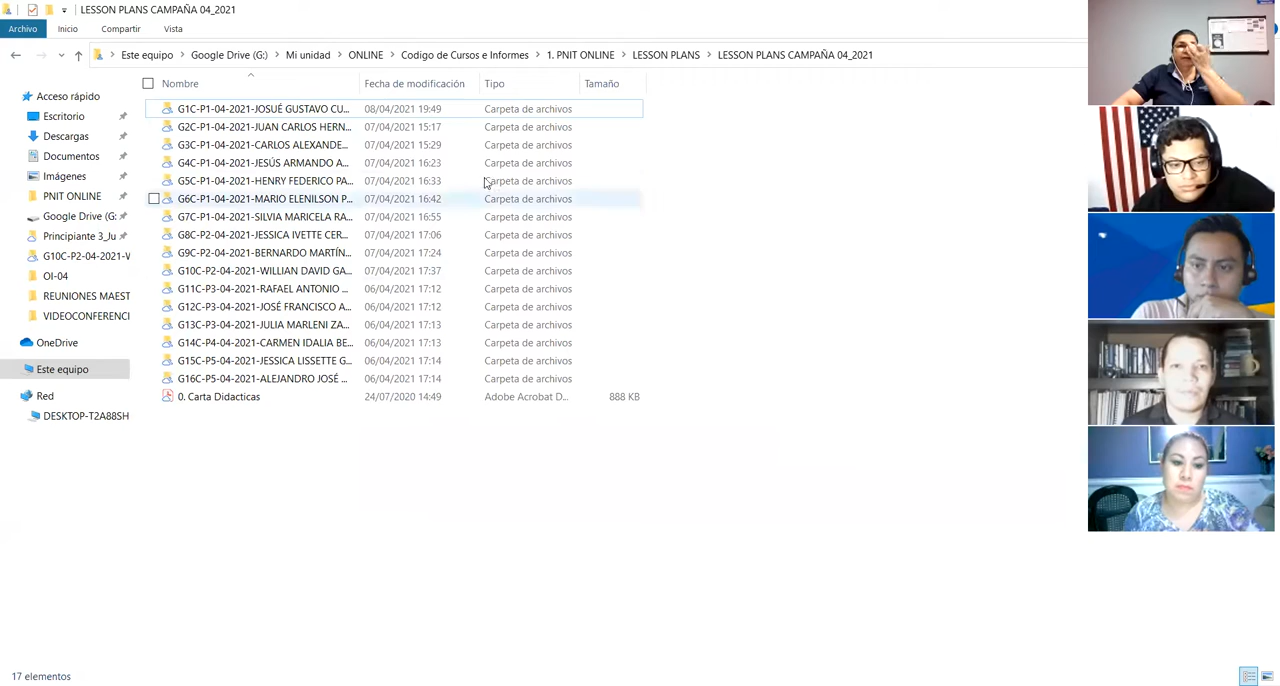 LESSON PLANS CAMPAÑA 04_2021
Archivo Inicio Compartir Vista
Este equipo > Google Drive (G:) > Mi unidad > ONLINE > Codigo de Cursos e Informes > 1. PNIT ONLINE > LESSON PLANS > LESSON PLANS CAMPAÑA 04_2021
Nombre Fecha de modificación Tipo Tamaño
Acceso rápido
Escritorio
Descargas
Documentos
Imágenes
PNIT ONLINE
Google Drive (G:
Principiante 3_Ju
G10C-P2-04-2021-W
OI-04
REUNIONES MAEST
VIDEOCONFERENCI
OneDrive
Este equipo
Red
DESKTOP-T2A88SH
G1C-P1-04-2021-JOSUÉ GUSTAVO CU... 08/04/2021 19:49 Carpeta de archivos
G2C-P1-04-2021-JUAN CARLOS HERN... 07/04/2021 15:17 Carpeta de archivos
G3C-P1-04-2021-CARLOS ALEXANDE... 07/04/2021 15:29 Carpeta de archivos
G4C-P1-04-2021-JESÚS ARMANDO A... 07/04/2021 16:23 Carpeta de archivos
G5C-P1-04-2021-HENRY FEDERICO PA... 07/04/2021 16:33 Carpeta de archivos
G6C-P1-04-2021-MARIO ELENILSON P... 07/04/2021 16:42 Carpeta de archivos
G7C-P1-04-2021-SILVIA MARICELA RA... 07/04/2021 16:55 Carpeta de archivos
G8C-P2-04-2021-JESSICA IVETTE CER... 07/04/2021 17:06 Carpeta de archivos
G9C-P2-04-2021-BERNARDO MARTÍN... 07/04/2021 17:24 Carpeta de archivos
G10C-P2-04-2021-WILLIAN DAVID GA... 07/04/2021 17:37 Carpeta de archivos
G11C-P3-04-2021-RAFAEL ANTONIO ... 06/04/2021 17:12 Carpeta de archivos
G12C-P3-04-2021-JOSÉ FRANCISCO A... 06/04/2021 17:12 Carpeta de archivos
G13C-P3-04-2021-JULIA MARLENI ZA... 06/04/2021 17:13 Carpeta de archivos
G14C-P4-04-2021-CARMEN IDALIA BE... 06/04/2021 17:13 Carpeta de archivos
G15C-P5-04-2021-JESSICA LISSETTE G... 06/04/2021 17:14 Carpeta de archivos
G16C-P5-04-2021-ALEJANDRO JOSÉ ... 06/04/2021 17:14 Carpeta de archivos
0. Carta Didacticas 24/07/2020 14:49 Adobe Acrobat D... 888 KB
17 elementos